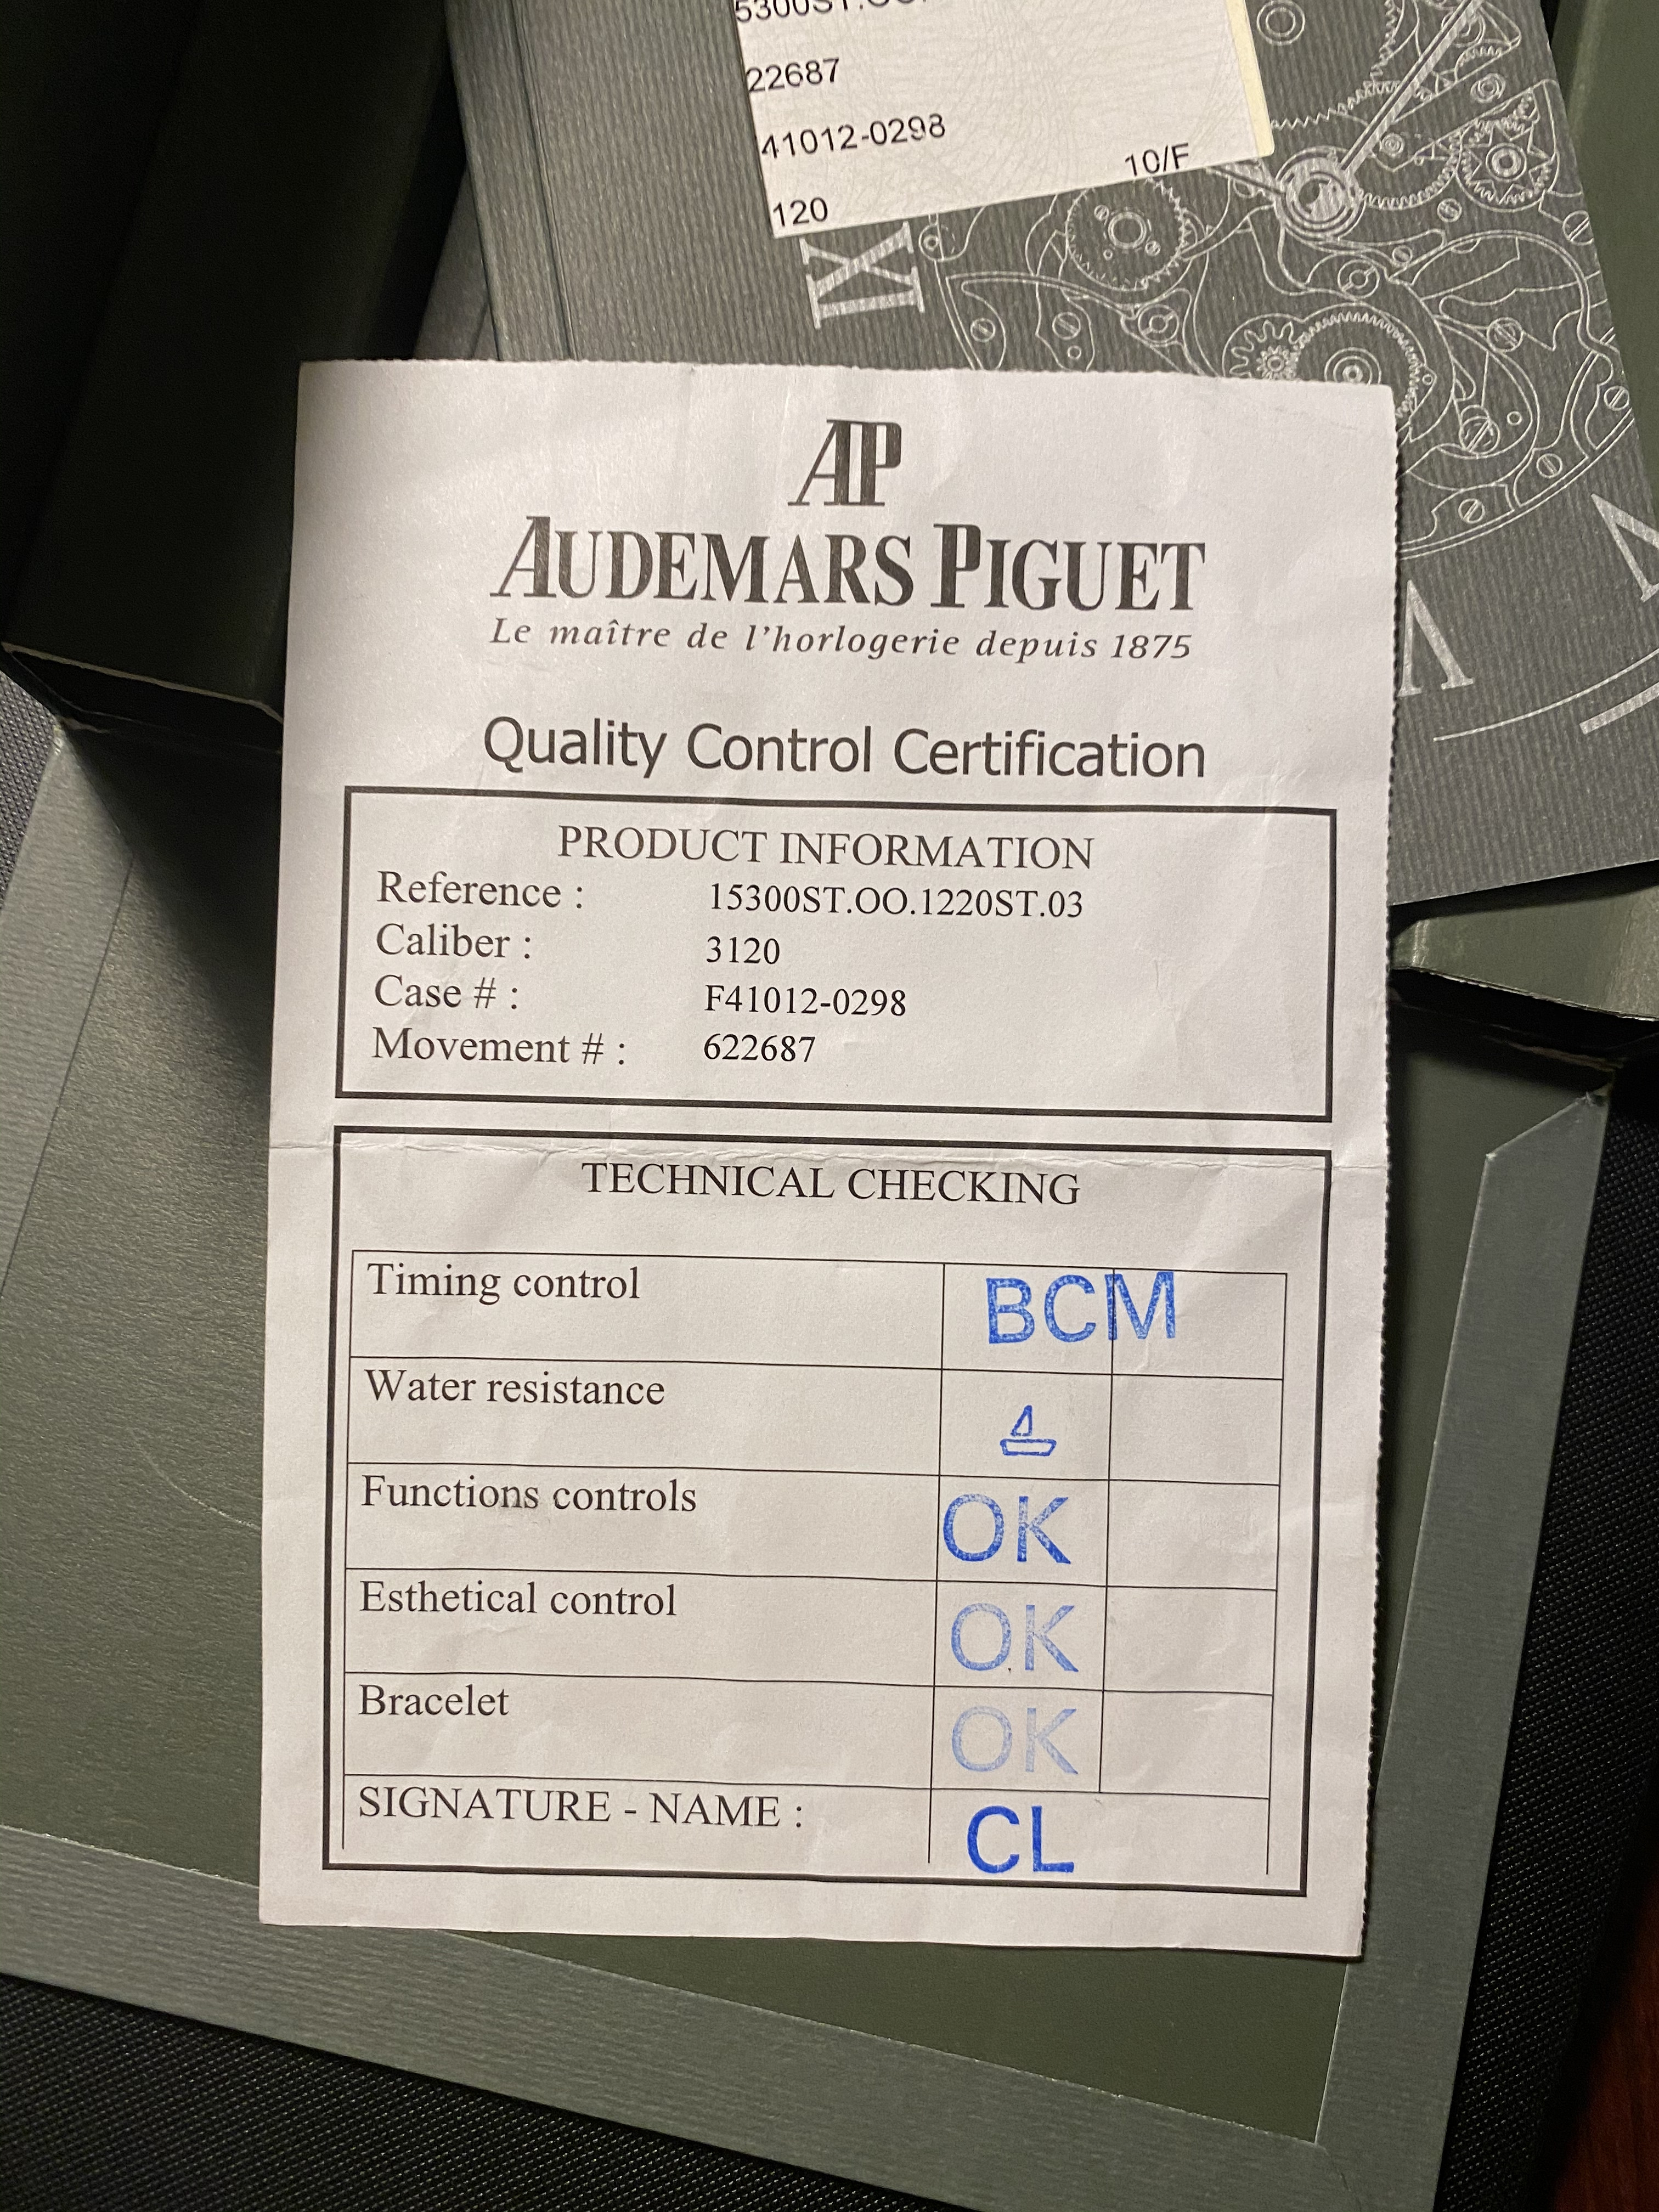 22687
41012-0298
10/F
120
IX
AP
AUDEMARS PIGUET
Le maître de l'horlogerie depuis 1875
Quality Control Certification
PRODUCT INFORMATION
Reference : 15300ST.OO.1220ST.03
Caliber : 3120
Case # : F41012-0298
Movement # : 622687
TECHNICAL CHECKING
Timing control BCM
Water resistance
Functions controls OK
Esthetical control OK
Bracelet OK
SIGNATURE - NAME : CL